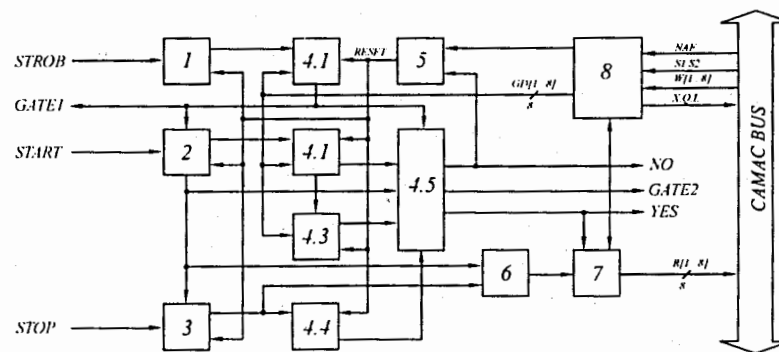 STROB
1
4.1
RESET
5
8
NAF
S1 S2
W[1 - 8]
X,Q,L
GATE1
GD[1 - 8]
8
START
2
4.1
4.5
NO
GATE2
YES
4.3
6
7
R[1 - 8]
8
STOP
3
4.4
CAMAC BUS